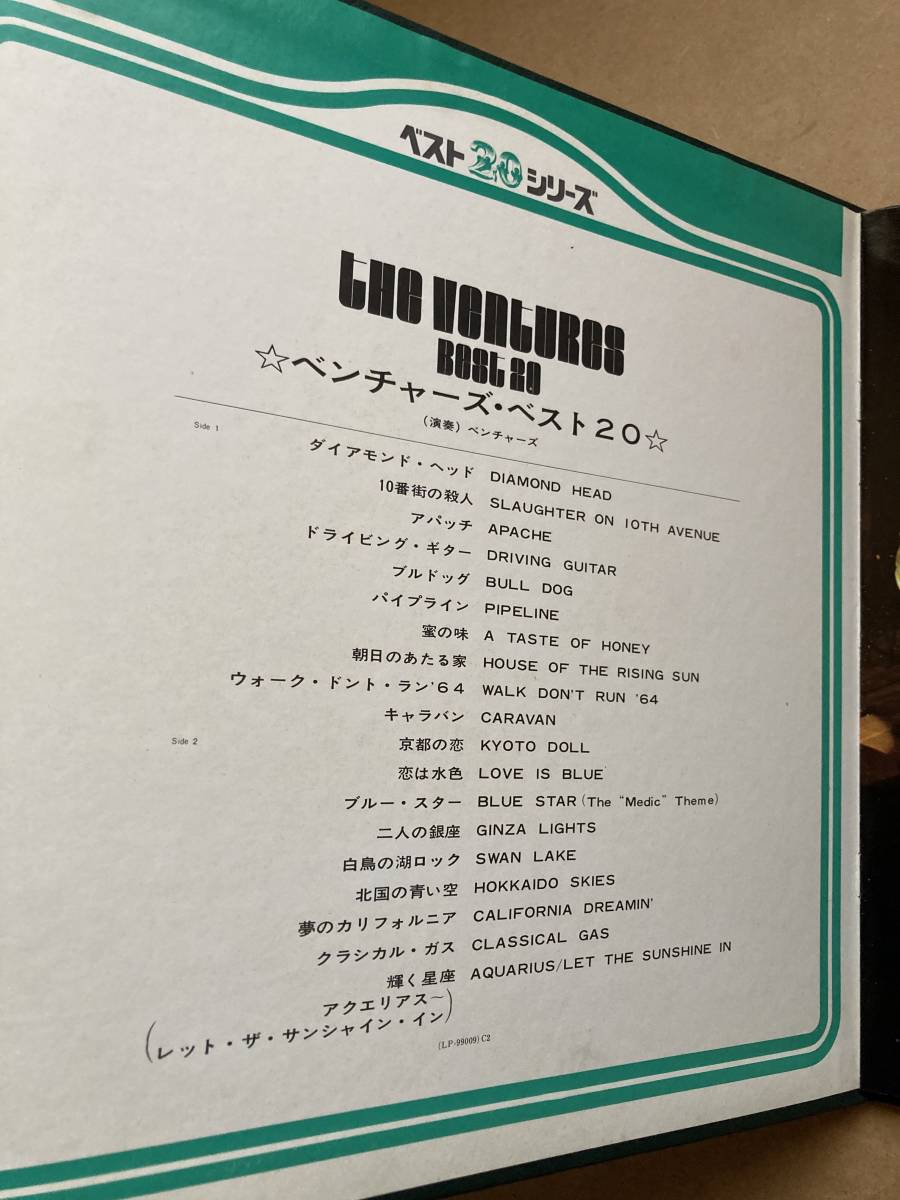 ベスト20シリーズ
the ventures
Best 20
☆ベンチャーズ・ベスト20☆
(演奏) ベンチャーズ
Side 1
ダイアモンド・ヘッド DIAMOND HEAD
10番街の殺人 SLAUGHTER ON 10TH AVENUE
アパッチ APACHE
ドライビング・ギター DRIVING GUITAR
ブルドッグ BULL DOG
パイプライン PIPELINE
蜜の味 A TASTE OF HONEY
朝日のあたる家 HOUSE OF THE RISING SUN
ウォーク・ドント・ラン'64 WALK DON'T RUN '64
キャラバン CARAVAN
Side 2
京都の恋 KYOTO DOLL
恋は水色 LOVE IS BLUE
ブルー・スター BLUE STAR (The "Medic" Theme)
二人の銀座 GINZA LIGHTS
白鳥の湖ロック SWAN LAKE
北国の青い空 HOKKAIDO SKIES
夢のカリフォルニア CALIFORNIA DREAMIN'
クラシカル・ガス CLASSICAL GAS
輝く星座 AQUARIUS/LET THE SUNSHINE IN
(アクエリアス〜
レット・ザ・サンシャイン・イン)
(LP-99009) C2